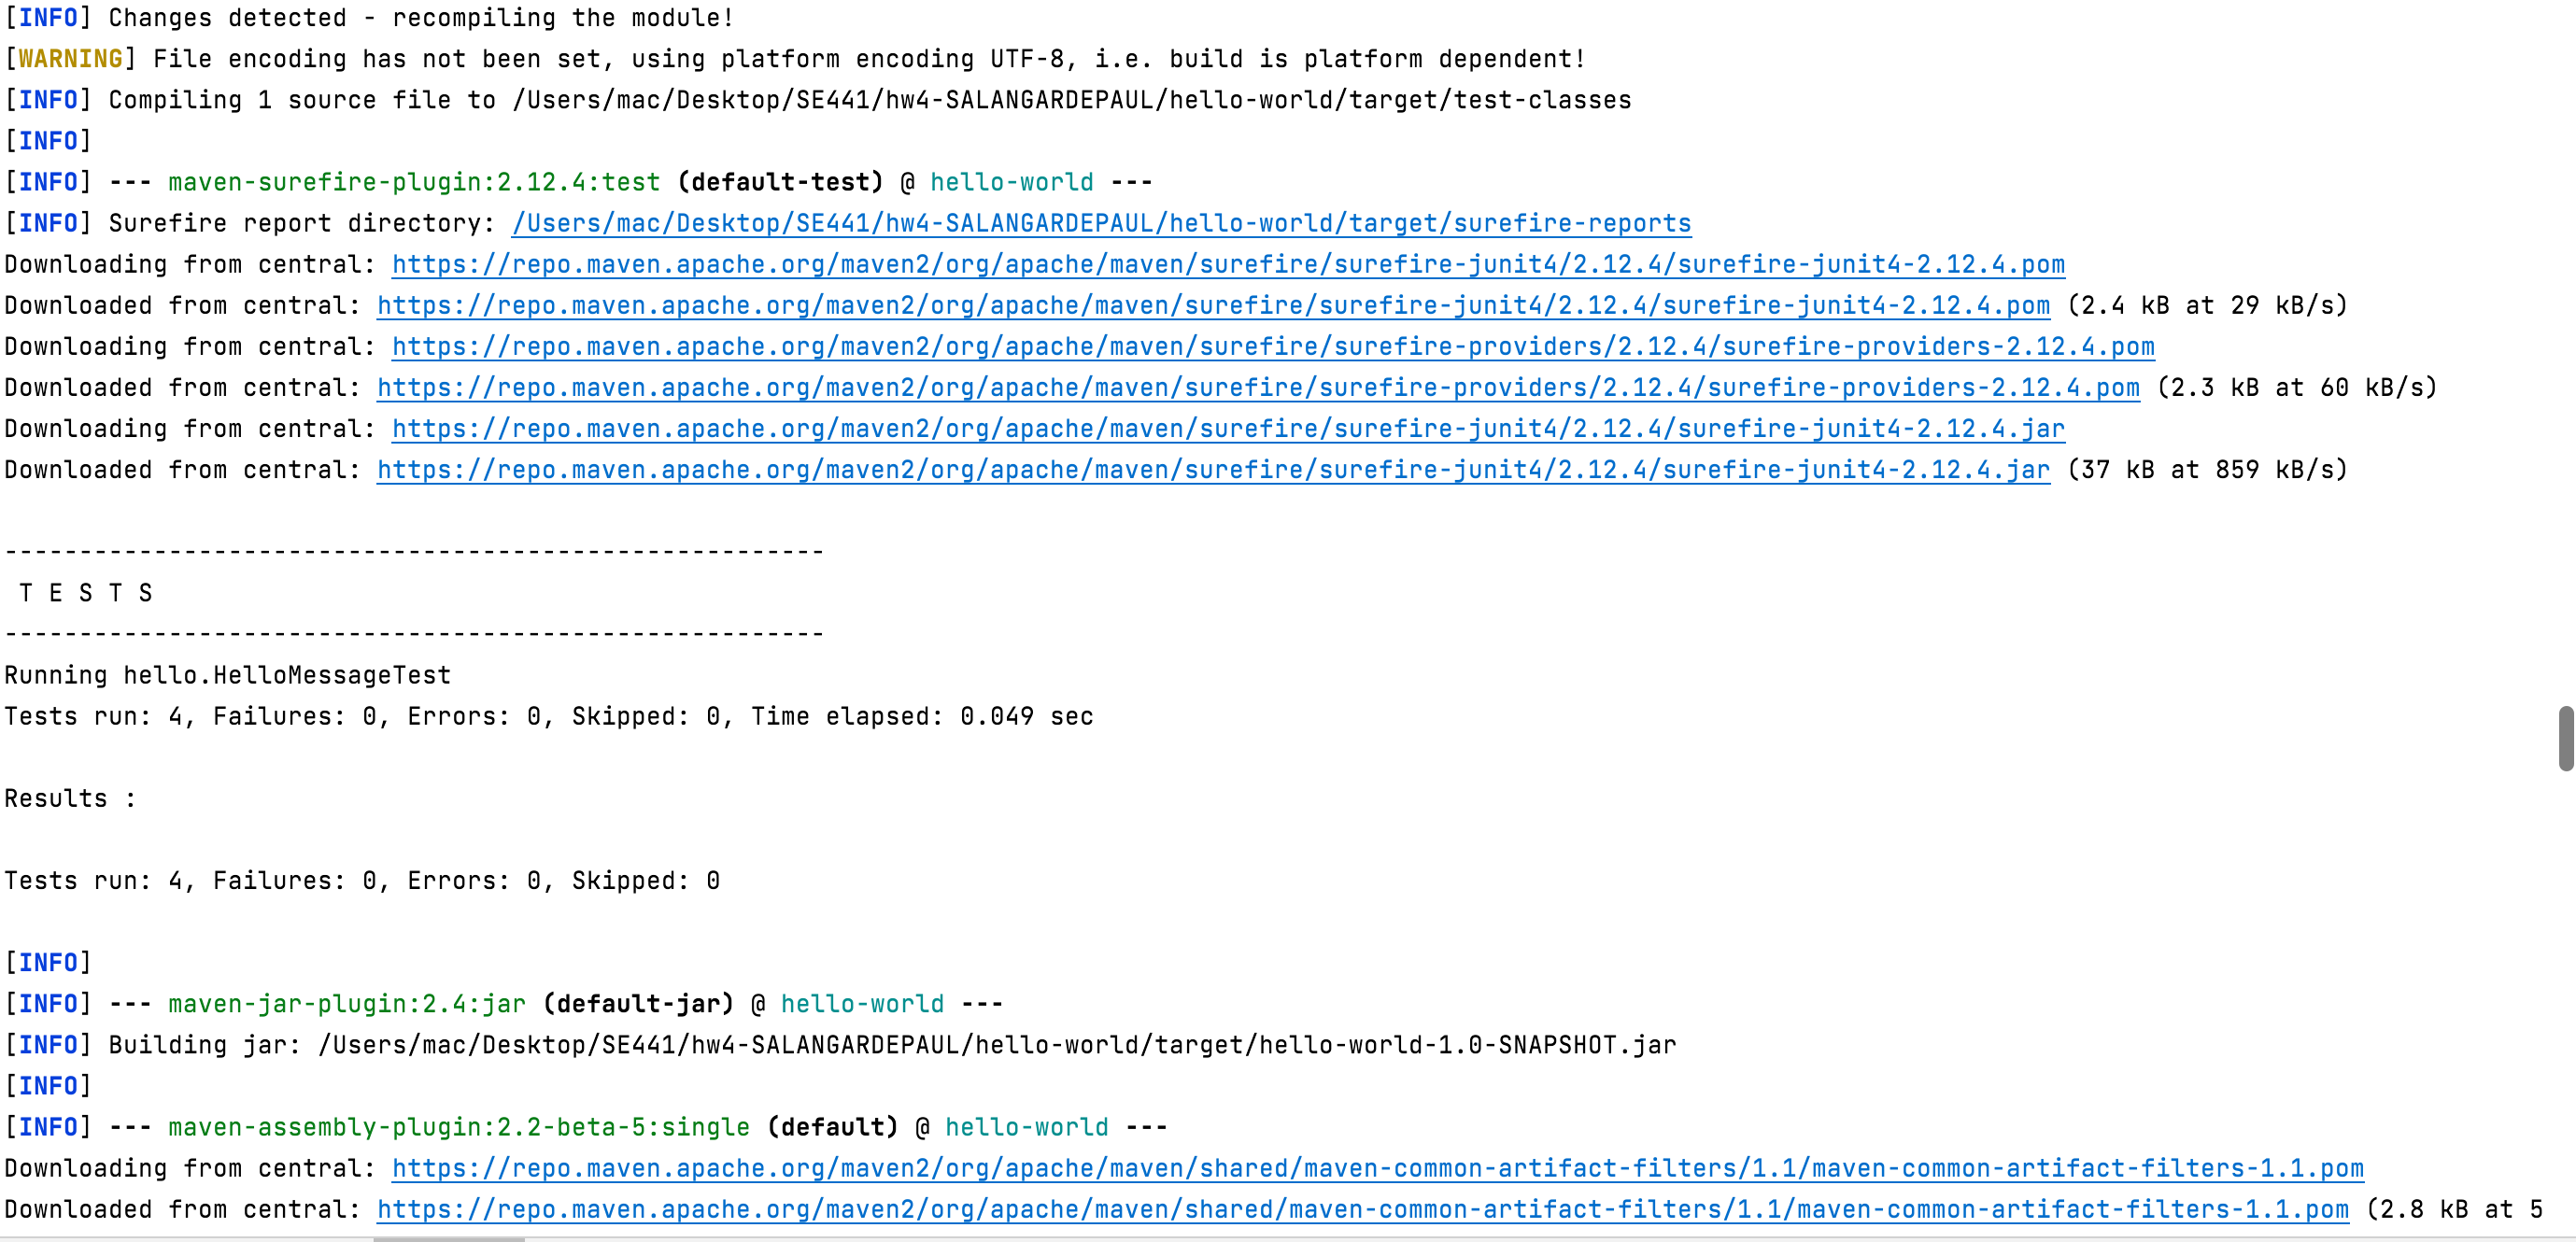 [INFO] Changes detected - recompiling the module!
[WARNING] File encoding has not been set, using platform encoding UTF-8, i.e. build is platform dependent!
[INFO] Compiling 1 source file to /Users/mac/Desktop/SE441/hw4-SALANGARDEPAUL/hello-world/target/test-classes
[INFO]
[INFO] --- maven-surefire-plugin:2.12.4:test (default-test) @ hello-world ---
[INFO] Surefire report directory: /Users/mac/Desktop/SE441/hw4-SALANGARDEPAUL/hello-world/target/surefire-reports
Downloading from central: https://repo.maven.apache.org/maven2/org/apache/maven/surefire/surefire-junit4/2.12.4/surefire-junit4-2.12.4.pom
Downloaded from central: https://repo.maven.apache.org/maven2/org/apache/maven/surefire/surefire-junit4/2.12.4/surefire-junit4-2.12.4.pom (2.4 kB at 29 kB/s)
Downloading from central: https://repo.maven.apache.org/maven2/org/apache/maven/surefire/surefire-providers/2.12.4/surefire-providers-2.12.4.pom
Downloaded from central: https://repo.maven.apache.org/maven2/org/apache/maven/surefire/surefire-providers/2.12.4/surefire-providers-2.12.4.pom (2.3 kB at 60 kB/s)
Downloading from central: https://repo.maven.apache.org/maven2/org/apache/maven/surefire/surefire-junit4/2.12.4/surefire-junit4-2.12.4.jar
Downloaded from central: https://repo.maven.apache.org/maven2/org/apache/maven/surefire/surefire-junit4/2.12.4/surefire-junit4-2.12.4.jar (37 kB at 859 kB/s)
-------------------------------------------------------
T E S T S
-------------------------------------------------------
Running hello.HelloMessageTest
Tests run: 4, Failures: 0, Errors: 0, Skipped: 0, Time elapsed: 0.049 sec
Results :
Tests run: 4, Failures: 0, Errors: 0, Skipped: 0
[INFO]
[INFO] --- maven-jar-plugin:2.4:jar (default-jar) @ hello-world ---
[INFO] Building jar: /Users/mac/Desktop/SE441/hw4-SALANGARDEPAUL/hello-world/target/hello-world-1.0-SNAPSHOT.jar
[INFO]
[INFO] --- maven-assembly-plugin:2.2-beta-5:single (default) @ hello-world ---
Downloading from central: https://repo.maven.apache.org/maven2/org/apache/maven/shared/maven-common-artifact-filters/1.1/maven-common-artifact-filters-1.1.pom
Downloaded from central: https://repo.maven.apache.org/maven2/org/apache/maven/shared/maven-common-artifact-filters/1.1/maven-common-artifact-filters-1.1.pom (2.8 kB at 5